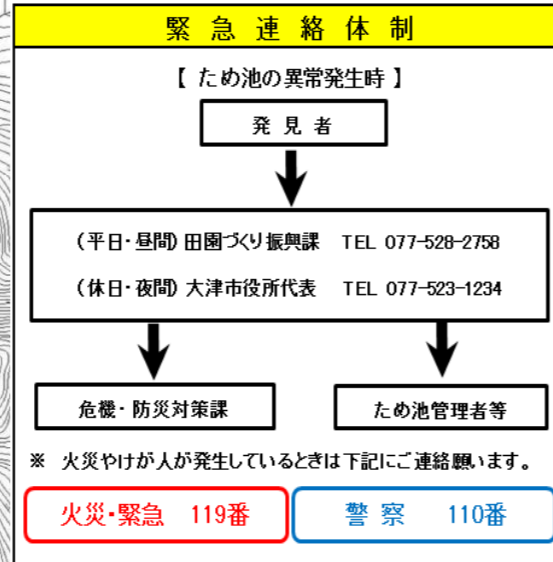 緊急連絡体制
【 ため池の異常発生時 】
発見者
(平日・昼間) 田園づくり振興課 TEL 077-528-2758
(休日・夜間) 大津市役所代表 TEL 077-523-1234
危機・防災対策課
ため池管理者等
※ 火災やけが人が発生しているときは下記にご連絡願います。
火災・緊急 119番
警察 110番